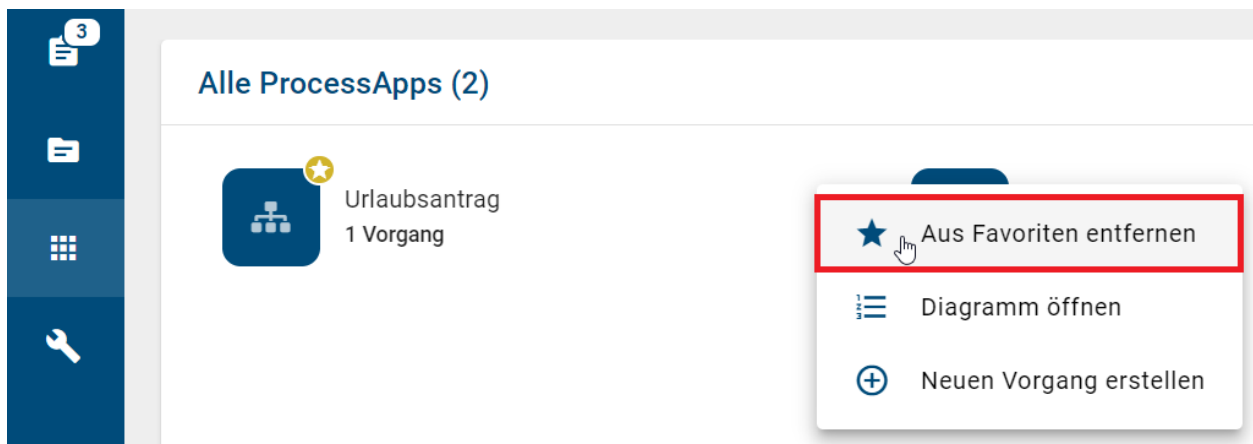 3
Alle ProcessApps (2)
Urlaubsantrag
1 Vorgang
Aus Favoriten entfernen
Diagramm öffnen
Neuen Vorgang erstellen